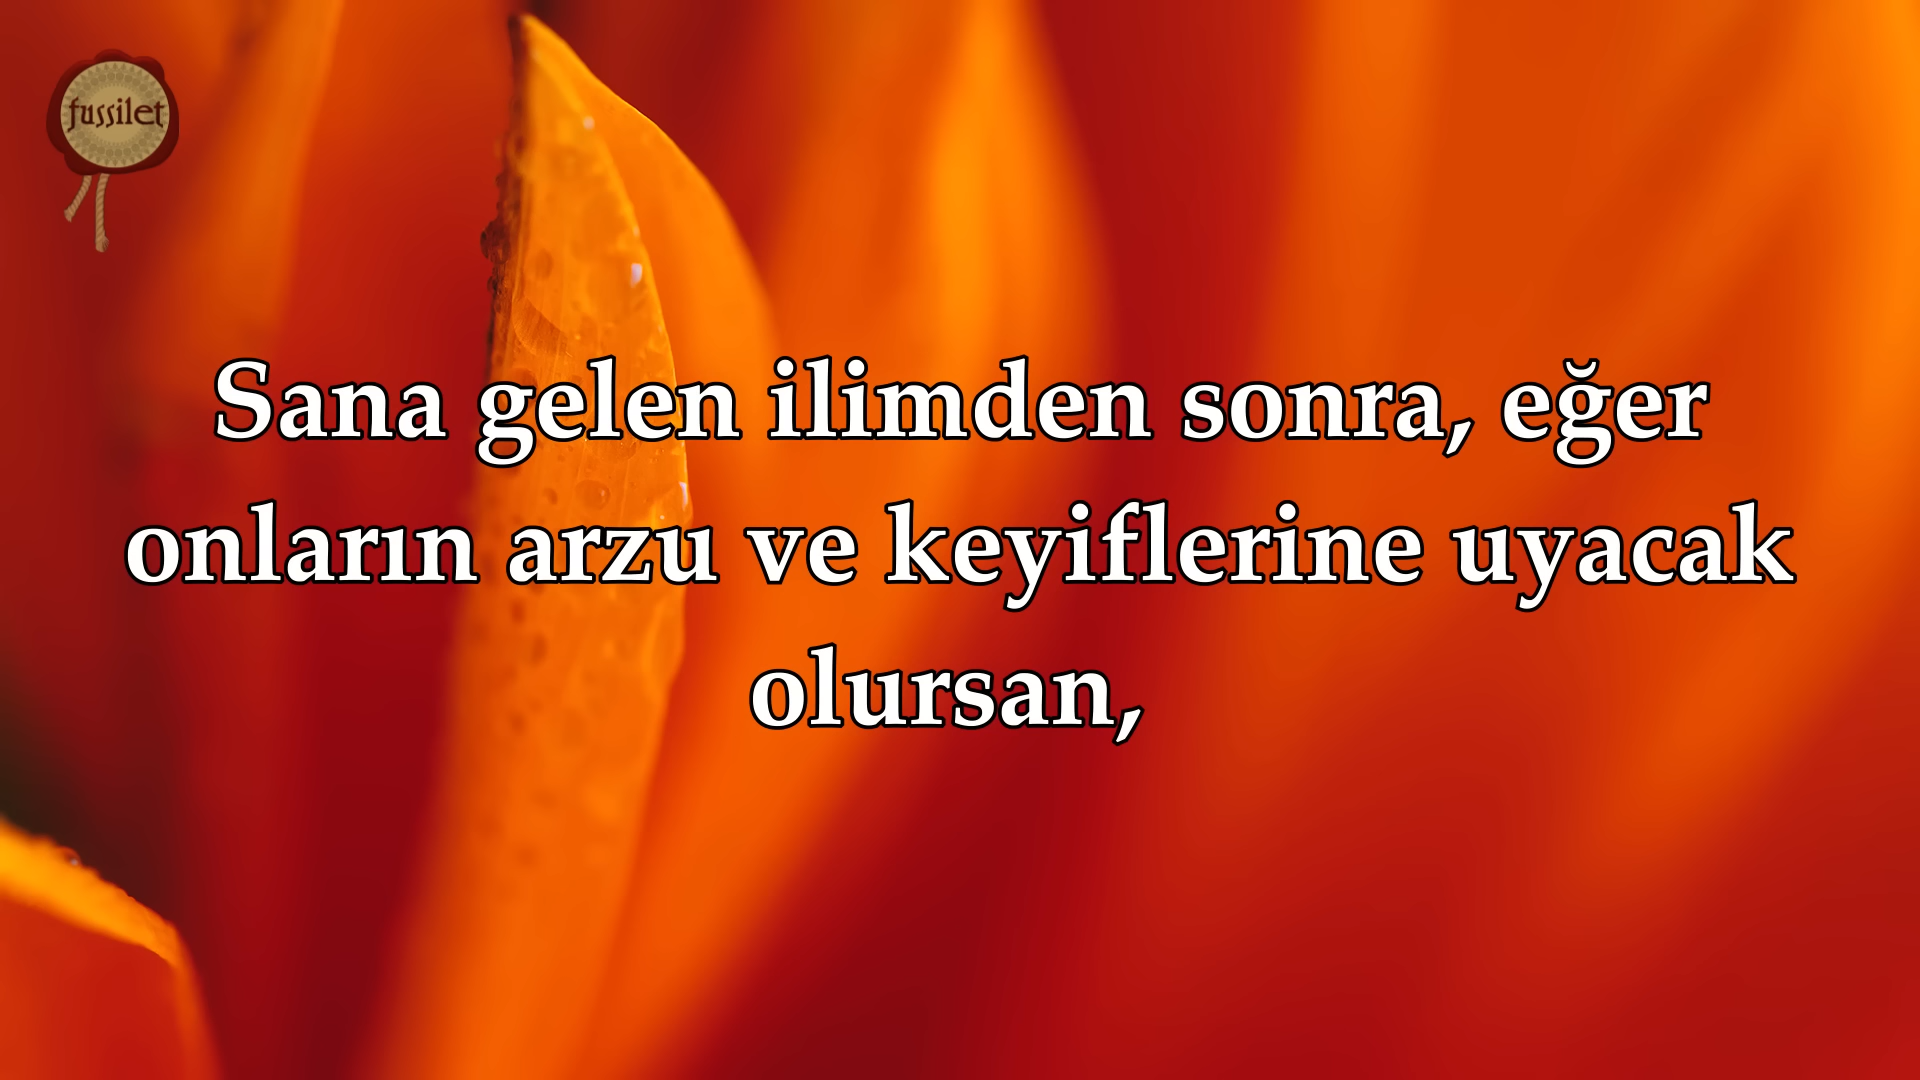 fussilet
Sana gelen ilimden sonra, eğer
onların arzu ve keyiflerine uyacak
olursan,